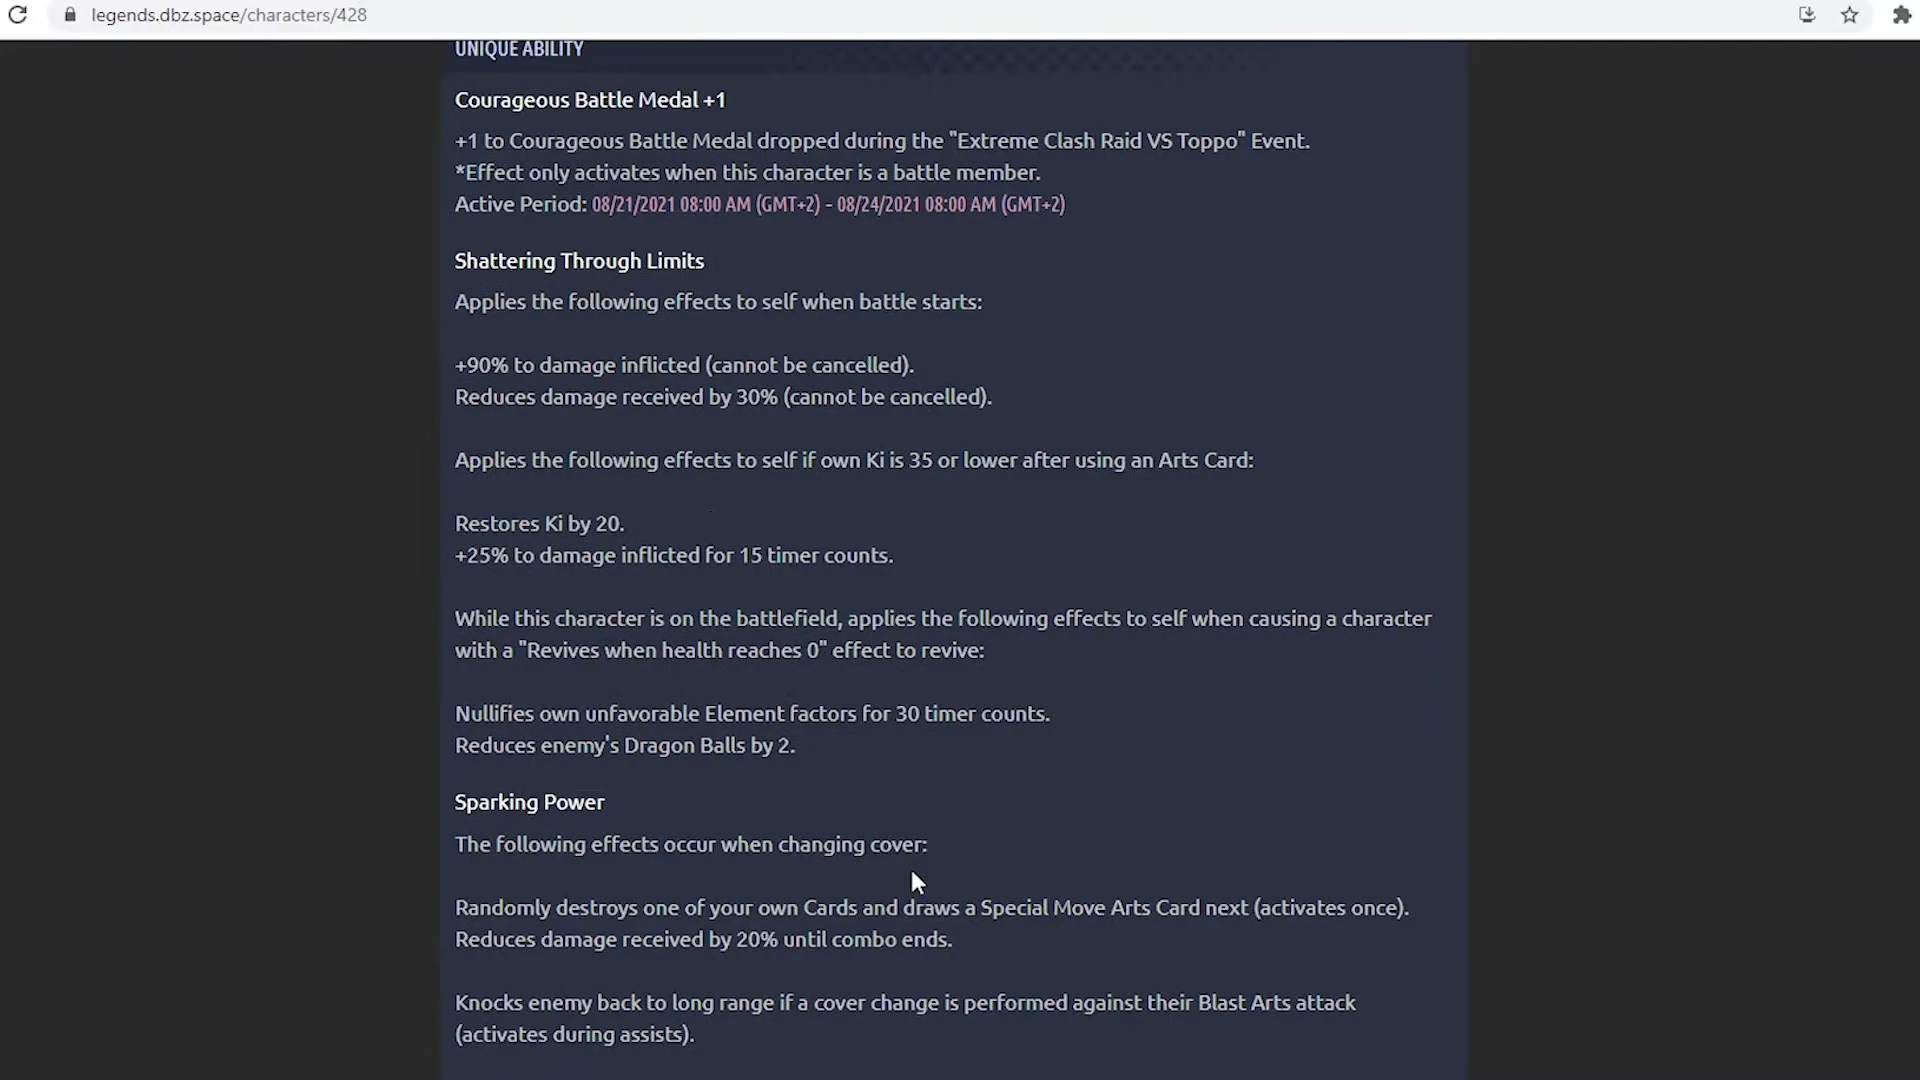 legends.dbz.space/characters/428
UNIQUE ABILITY
Courageous Battle Medal +1
+1 to Courageous Battle Medal dropped during the "Extreme Clash Raid VS Toppo" Event.
*Effect only activates when this character is a battle member.
Active Period: 08/21/2021 08:00 AM (GMT+2) - 08/24/2021 08:00 AM (GMT+2)
Shattering Through Limits
Applies the following effects to self when battle starts:
+90% to damage inflicted (cannot be cancelled).
Reduces damage received by 30% (cannot be cancelled).
Applies the following effects to self if own Ki is 35 or lower after using an Arts Card:
Restores Ki by 20.
+25% to damage inflicted for 15 timer counts.
While this character is on the battlefield, applies the following effects to self when causing a character
with a "Revives when health reaches 0" effect to revive:
Nullifies own unfavorable Element factors for 30 timer counts.
Reduces enemy's Dragon Balls by 2.
Sparking Power
The following effects occur when changing cover:
Randomly destroys one of your own Cards and draws a Special Move Arts Card next (activates once).
Reduces damage received by 20% until combo ends.
Knocks enemy back to long range if a cover change is performed against their Blast Arts attack
(activates during assists).